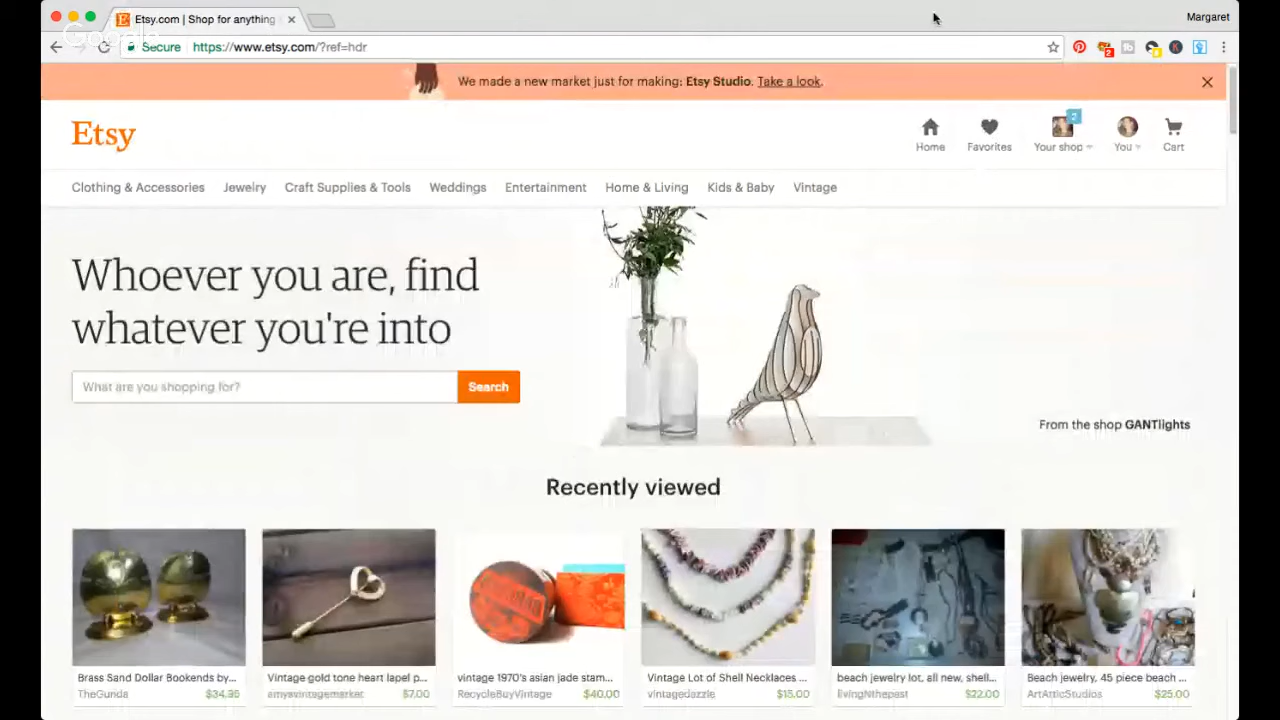 Etsy.com | Shop for anything
Margaret
Google
Secure
https://www.etsy.com/?ref=hdr
2
We made a new market just for making: Etsy Studio. Take a look.
Etsy
2
Home
Favorites
Your shop
You
Cart
Clothing & Accessories
Jewelry
Craft Supplies & Tools
Weddings
Entertainment
Home & Living
Kids & Baby
Vintage
Whoever you are, find
whatever you're into
What are you shopping for?
Search
From the shop GANTlights
Recently viewed
Brass Sand Dollar Bookends by...
TheGunda
$34.36
Vintage gold tone heart lapel p...
amysvintagemarket
$7.00
vintage 1970's asian jade stam...
RecycleBuyVintage
$40.00
Vintage Lot of Shell Necklaces ...
vintagedazzle
$15.00
beach jewelry lot, all new, shell...
livingNthepast
$22.00
Beach jewelry, 45 piece beach ...
ArtAtticStudios
$25.00